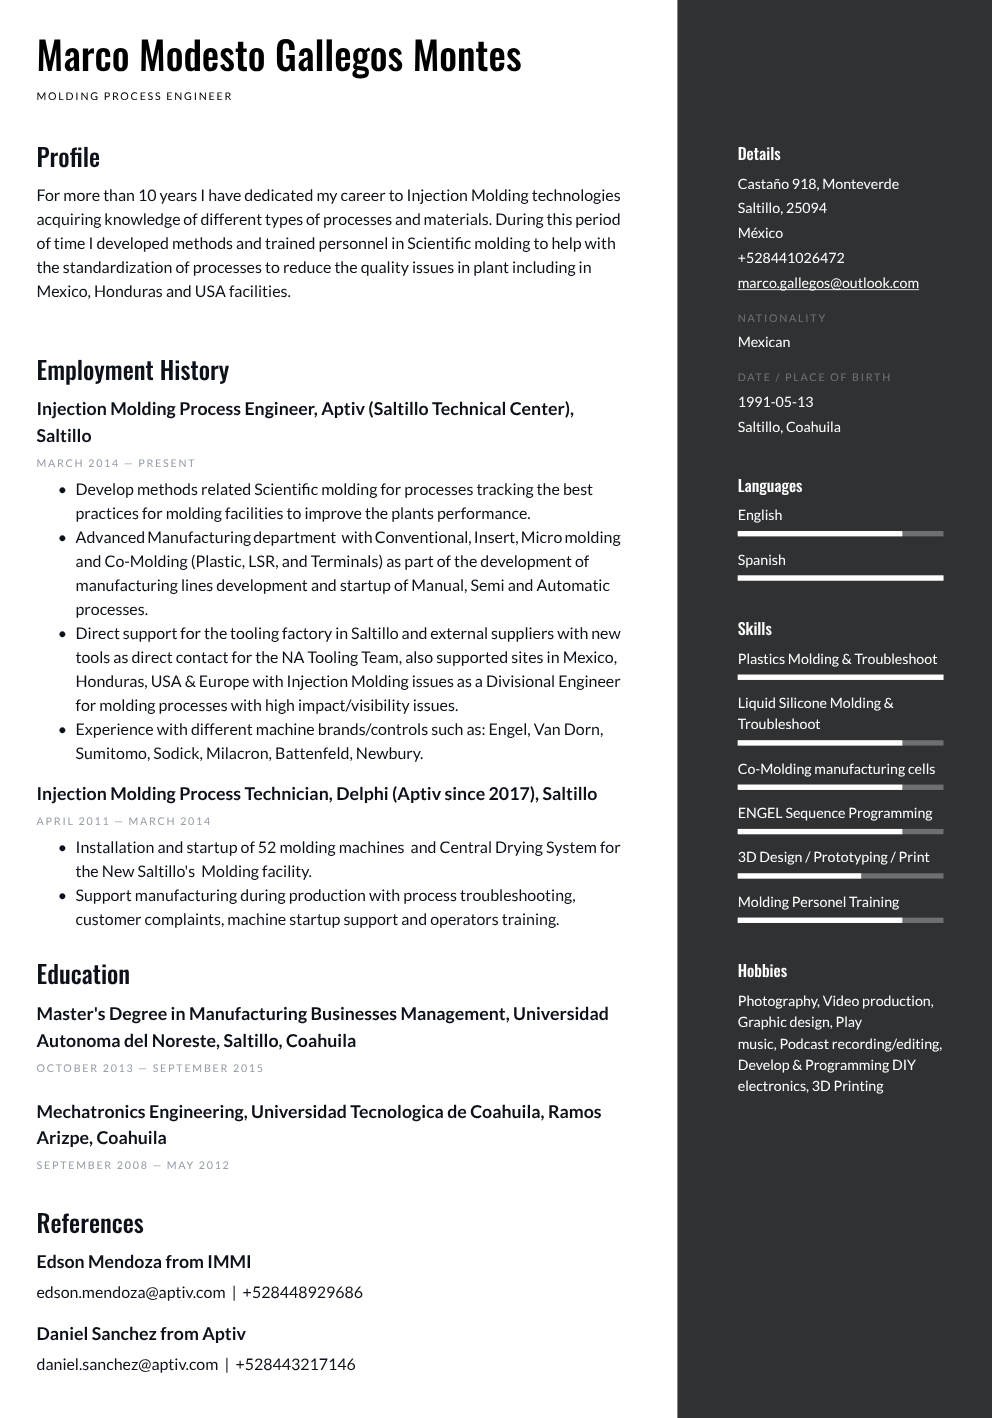 Marco Modesto Gallegos Montes
MOLDING PROCESS ENGINEER
Profile
For more than 10 years I have dedicated my career to Injection Molding technologies
acquiring knowledge of different types of processes and materials. During this period
of time I developed methods and trained personnel in Scientific molding to help with
the standardization of processes to reduce the quality issues in plant including in
Mexico, Honduras and USA facilities.
Employment History
Injection Molding Process Engineer, Aptiv (Saltillo Technical Center),
Saltillo
MARCH 2014 — PRESENT
• Develop methods related Scientific molding for processes tracking the best
practices for molding facilities to improve the plants performance.
• Advanced Manufacturing department with Conventional, Insert, Micro molding
and Co-Molding (Plastic, LSR, and Terminals) as part of the development of
manufacturing lines development and startup of Manual, Semi and Automatic
processes.
• Direct support for the tooling factory in Saltillo and external suppliers with new
tools as direct contact for the NA Tooling Team, also supported sites in Mexico,
Honduras, USA & Europe with Injection Molding issues as a Divisional Engineer
for molding processes with high impact/visibility issues.
• Experience with different machine brands/controls such as: Engel, Van Dorn,
Sumitomo, Sodick, Milacron, Battenfeld, Newbury.
Injection Molding Process Technician, Delphi (Aptiv since 2017), Saltillo
APRIL 2011 — MARCH 2014
• Installation and startup of 52 molding machines and Central Drying System for
the New Saltillo's Molding facility.
• Support manufacturing during production with process troubleshooting,
customer complaints, machine startup support and operators training.
Education
Master's Degree in Manufacturing Businesses Management, Universidad
Autonoma del Noreste, Saltillo, Coahuila
OCTOBER 2013 — SEPTEMBER 2015
Mechatronics Engineering, Universidad Tecnologica de Coahuila, Ramos
Arizpe, Coahuila
SEPTEMBER 2008 — MAY 2012
References
Edson Mendoza from IMMI
edson.mendoza@aptiv.com | +528448929686
Daniel Sanchez from Aptiv
daniel.sanchez@aptiv.com | +528443217146
Details
Castaño 918, Monteverde
Saltillo, 25094
México
+528441026472
marco.gallegos@outlook.com
NATIONALITY
Mexican
DATE / PLACE OF BIRTH
1991-05-13
Saltillo, Coahuila
Languages
English
Spanish
Skills
Plastics Molding & Troubleshoot
Liquid Silicone Molding &
Troubleshoot
Co-Molding manufacturing cells
ENGEL Sequence Programming
3D Design / Prototyping / Print
Molding Personel Training
Hobbies
Photography, Video production,
Graphic design, Play
music, Podcast recording/editing,
Develop & Programming DIY
electronics, 3D Printing